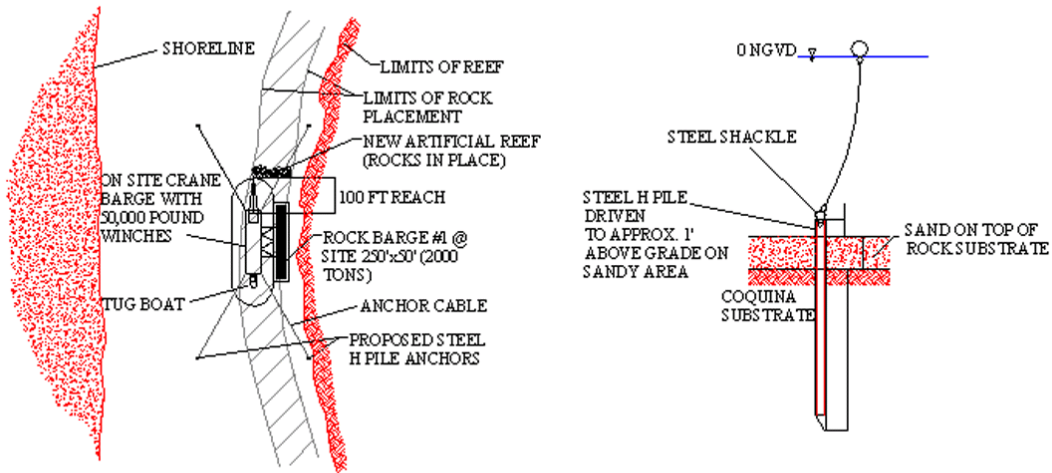 SHORELINE
LIMITS OF REEF
LIMITS OF ROCK
PLACEMENT
NEW ARTIFICIAL REEF
(ROCKS IN PLACE)
ON SITE CRANE
BARGE WITH
50,000 POUND
WINCHES
100 FT REACH
ROCK BARGE #1 @
SITE 250'x50' (2000
TONS)
TUG BOAT
ANCHOR CABLE
PROPOSED STEEL
H PILE ANCHORS
0 NGVD
STEEL SHACKLE
STEEL H PILE
DRIVEN
TO APPROX. 1'
ABOVE GRADE ON
SANDY AREA
SAND ON TOP OF
ROCK SUBSTRATE
COQUINA
SUBSTRATE